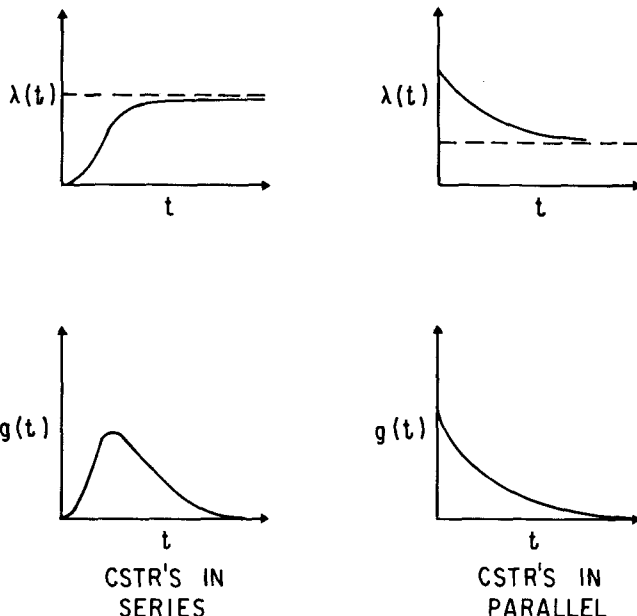 λ(t)
t
λ(t)
t
g(t)
t
CSTR'S IN
SERIES
g(t)
t
CSTR'S IN
PARALLEL